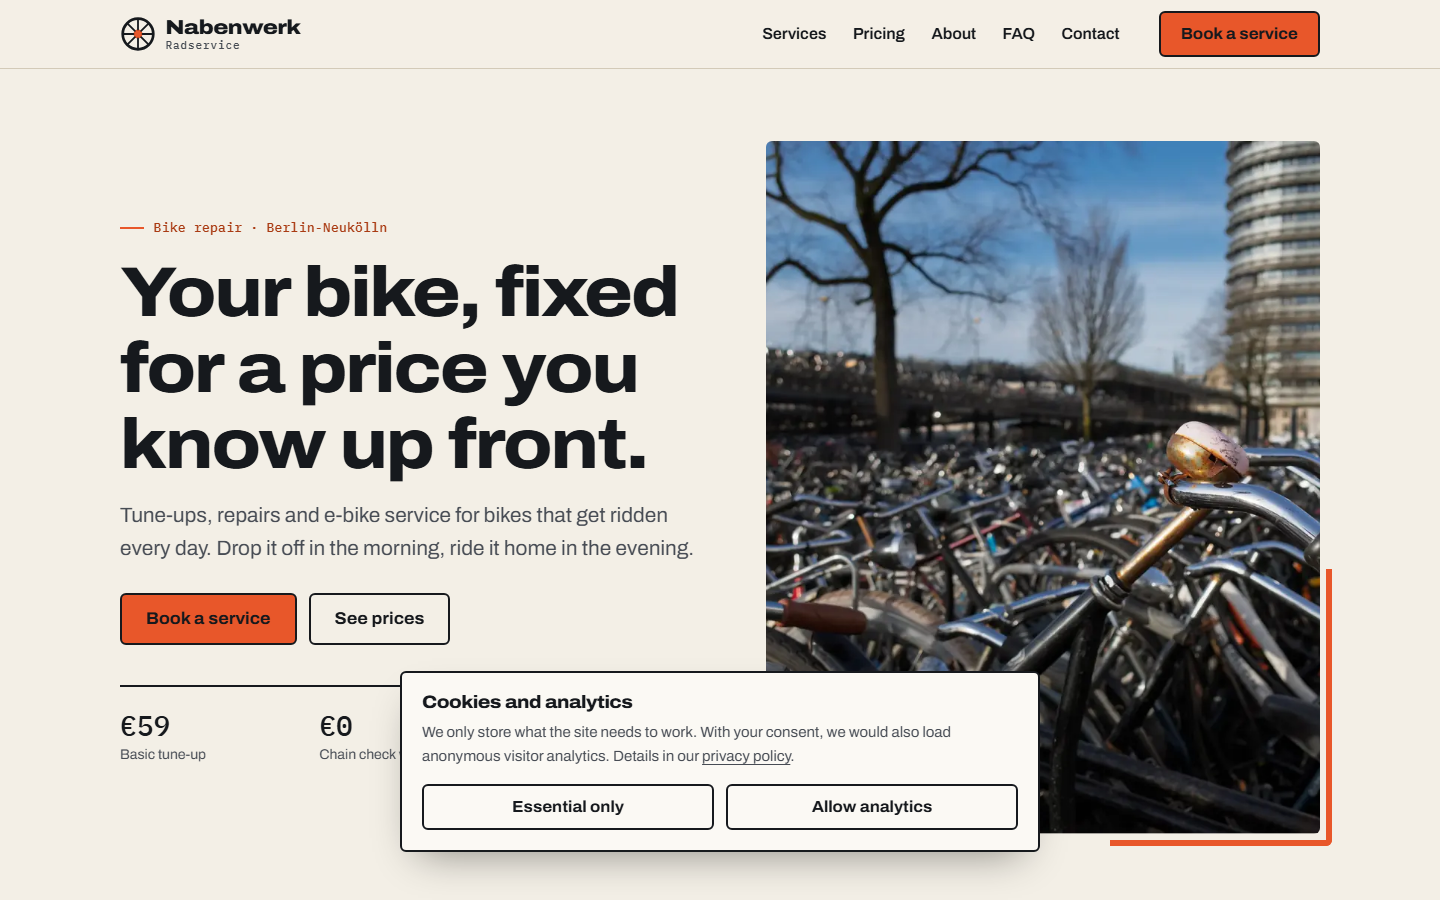 Nabenwerk
Radservice
Services
Pricing
About
FAQ
Contact
Book a service
Bike repair · Berlin-Neukölln
Your bike, fixed
for a price you
know up front.
Tune-ups, repairs and e-bike service for bikes that get ridden
every day. Drop it off in the morning, ride it home in the evening.
Book a service
See prices
€59
Basic tune-up
€0
Chain check
Cookies and analytics
We only store what the site needs to work. With your consent, we would also load
anonymous visitor analytics. Details in our privacy policy.
Essential only
Allow analytics